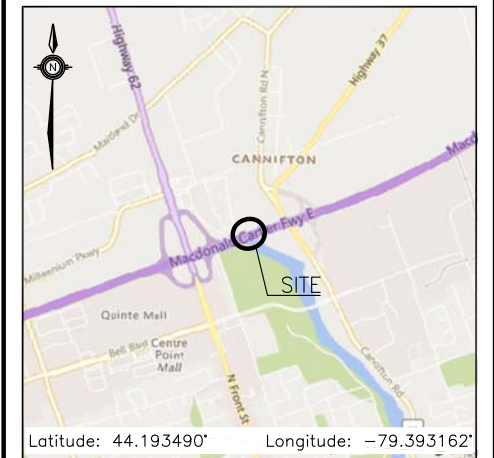 N
Highway 62
Maitland Dr
Cannifton Rd N
Highway 37
CANNIFTON
Macd
Macdonald Cartier Fwy E
Millennium Pkwy
SITE
Quinte Mall
Bell Blvd
Centre
Point
Mall
N Front St
Cannifton Rd
Latitude: 44.193490° Longitude: -79.393162°